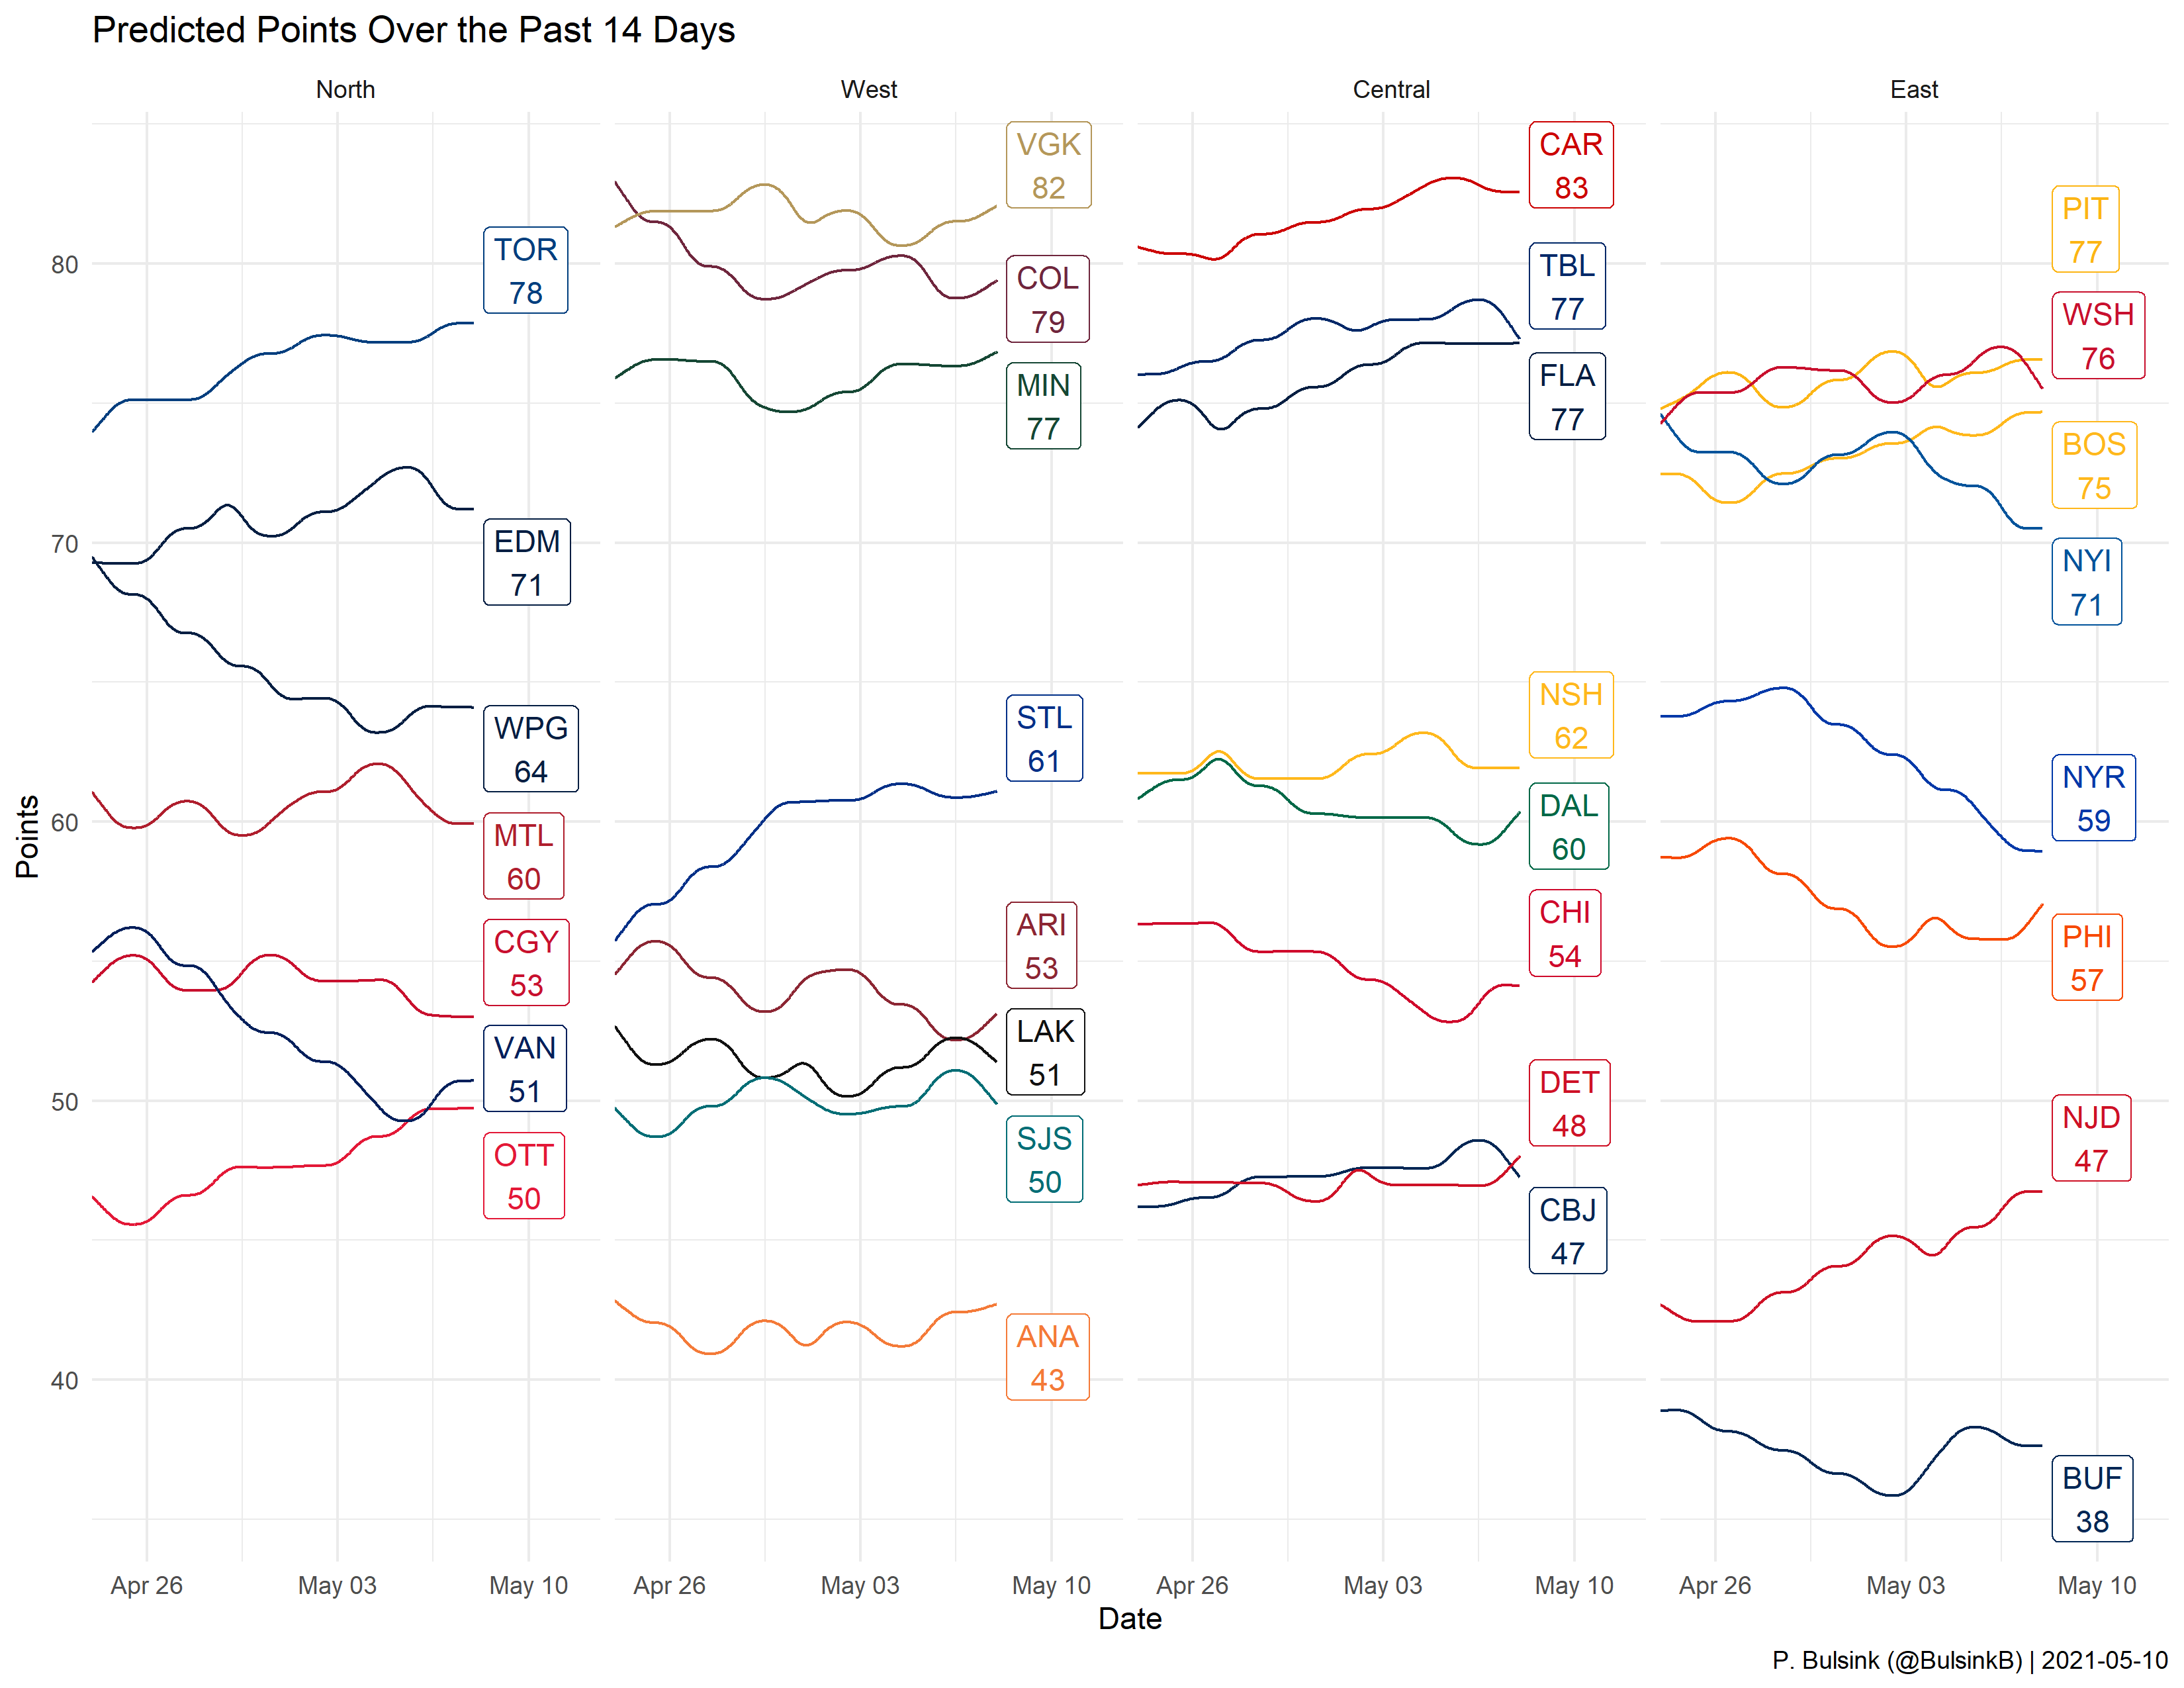 Predicted Points Over the Past 14 Days
North
West
Central
East
Points
80
70
60
50
40
TOR
78
EDM
71
WPG
64
MTL
60
CGY
53
VAN
51
OTT
50
VGK
82
COL
79
MIN
77
STL
61
ARI
53
LAK
51
SJS
50
ANA
43
CAR
83
TBL
77
FLA
77
NSH
62
DAL
60
CHI
54
DET
48
CBJ
47
PIT
77
WSH
76
BOS
75
NYI
71
NYR
59
PHI
57
NJD
47
BUF
38
Apr 26 May 03 May 10
Apr 26 May 03 May 10
Apr 26 May 03 May 10
Apr 26 May 03 May 10
Date
P. Bulsink (@BulsinkB) | 2021-05-10